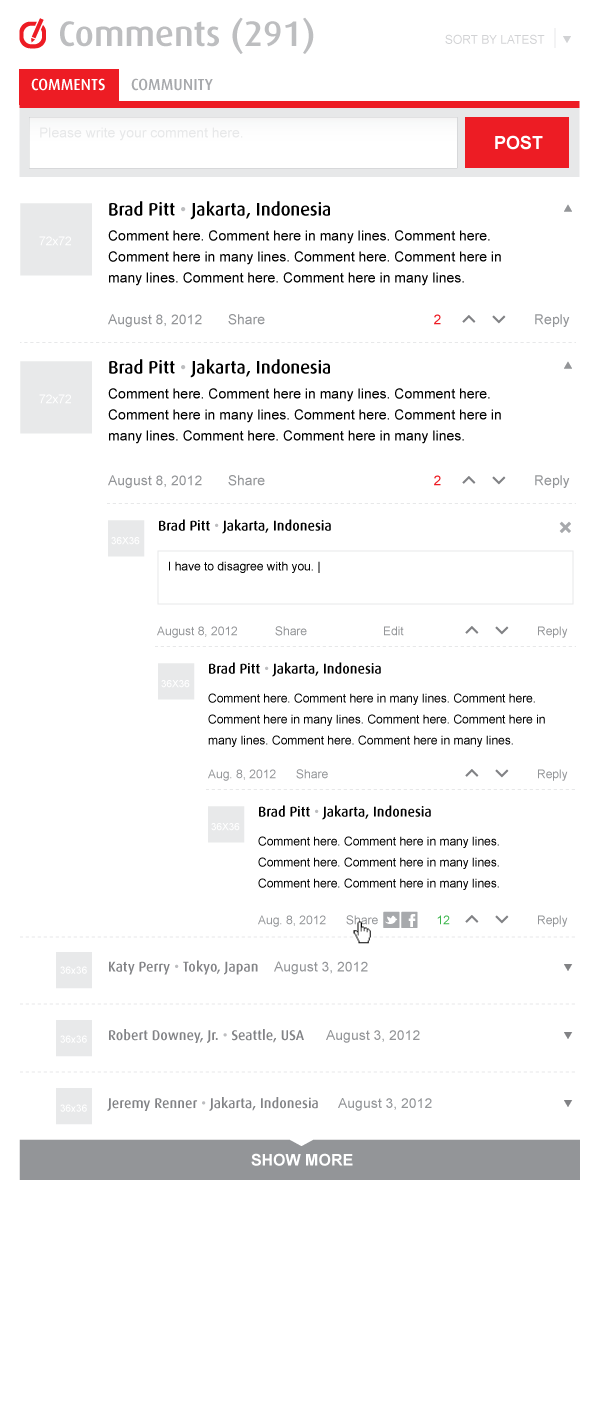 Comments (291)
SORT BY LATEST
COMMENTS COMMUNITY
Please write your comment here.
POST
72x72
Brad Pitt • Jakarta, Indonesia
Comment here. Comment here in many lines. Comment here.
Comment here in many lines. Comment here. Comment here in
many lines. Comment here. Comment here in many lines.
August 8, 2012 Share 2 Reply
72x72
Brad Pitt • Jakarta, Indonesia
Comment here. Comment here in many lines. Comment here.
Comment here in many lines. Comment here. Comment here in
many lines. Comment here. Comment here in many lines.
August 8, 2012 Share 2 Reply
36X36
Brad Pitt • Jakarta, Indonesia
I have to disagree with you. |
August 8, 2012 Share Edit Reply
36X36
Brad Pitt • Jakarta, Indonesia
Comment here. Comment here in many lines. Comment here.
Comment here in many lines. Comment here. Comment here in
many lines. Comment here. Comment here in many lines.
Aug. 8, 2012 Share Reply
36X36
Brad Pitt • Jakarta, Indonesia
Comment here. Comment here in many lines.
Comment here. Comment here in many lines.
Comment here. Comment here in many lines.
Aug. 8, 2012 Share 12 Reply
36x36
Katy Perry • Tokyo, Japan August 3, 2012
36x36
Robert Downey, Jr. • Seattle, USA August 3, 2012
36x36
Jeremy Renner • Jakarta, Indonesia August 3, 2012
SHOW MORE